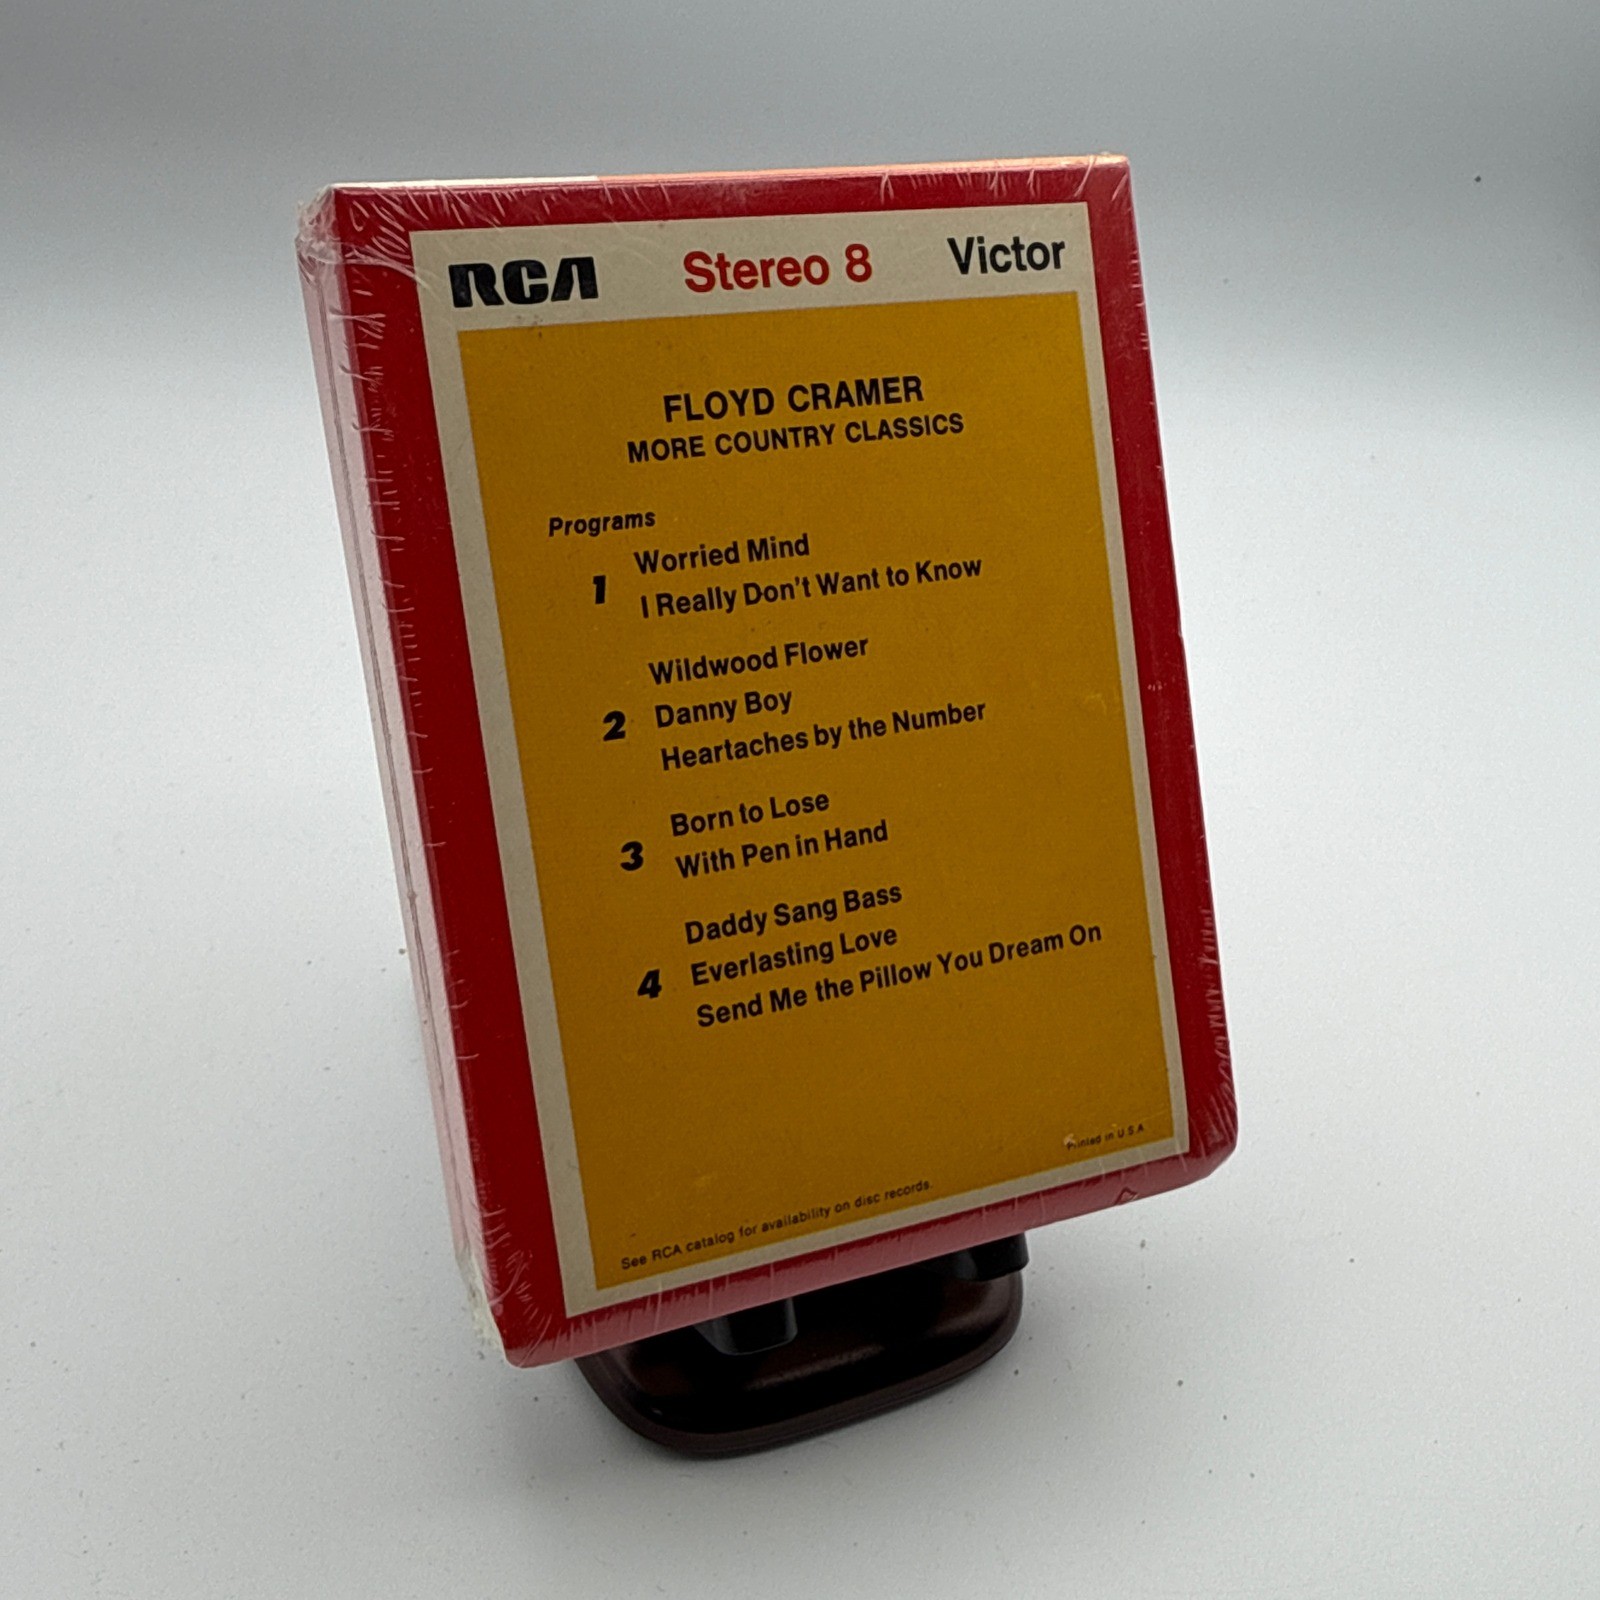 RCA Stereo 8 Victor
FLOYD CRAMER
MORE COUNTRY CLASSICS
Programs
1
Worried Mind
I Really Don't Want to Know
2
Wildwood Flower
Danny Boy
Heartaches by the Number
3
Born to Lose
With Pen in Hand
4
Daddy Sang Bass
Everlasting Love
Send Me the Pillow You Dream On
Printed in U.S.A.
See RCA catalog for availability on disc records.